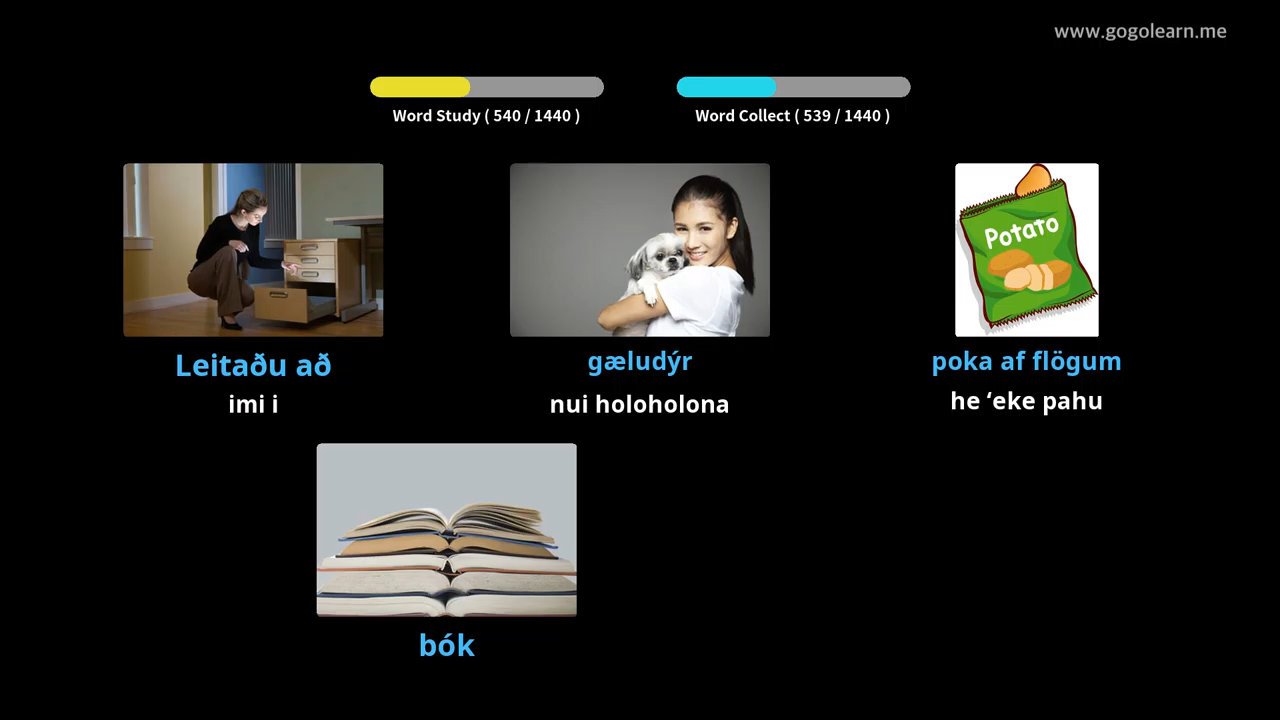 www.gogolearn.me
Word Study ( 540 / 1440 )
Word Collect ( 539 / 1440 )
Potato
Leitaðu að
gæludýr
poka af flögum
imi i
nui holoholona
he ʻeke pahu
bók